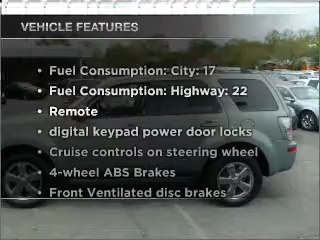 VEHICLE FEATURES
• Fuel Consumption: City: 17
• Fuel Consumption: Highway: 22
• Remote
• digital keypad power door locks
• Cruise controls on steering wheel
• 4-wheel ABS Brakes
• Front Ventilated disc brakes